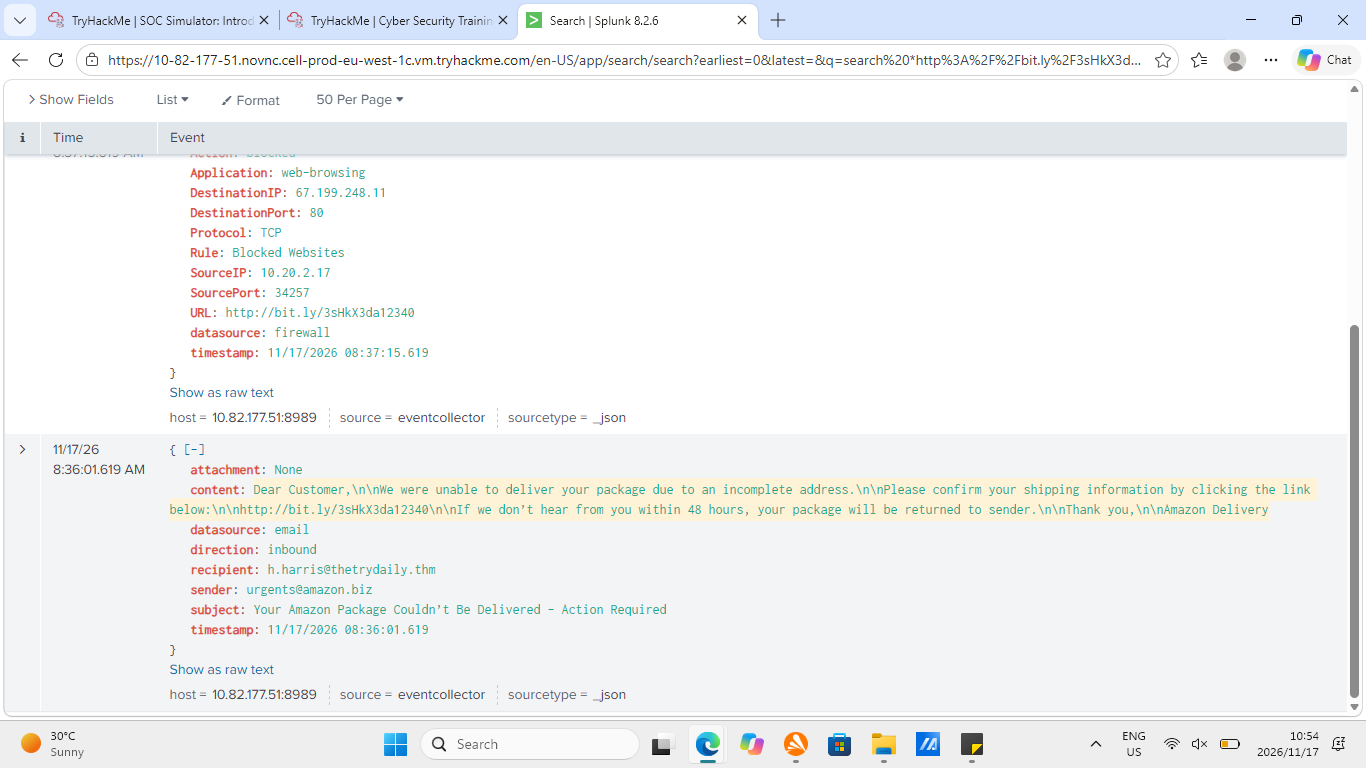 TryHackMe | SOC Simulator: Introd
TryHackMe | Cyber Security Trainin
Search | Splunk 8.2.6
https://10-82-177-51.novnc.cell-prod-eu-west-1c.vm.tryhackme.com/en-US/app/search/search?earliest=0&latest=&q=search%20*http%3A%2F%2Fbit.ly%2F3sHkX3d...
Chat
Show Fields
List
Format
50 Per Page
i
Time
Event
8:37:15.619 AM
Action: blocked
Application: web-browsing
DestinationIP: 67.199.248.11
DestinationPort: 80
Protocol: TCP
Rule: Blocked Websites
SourceIP: 10.20.2.17
SourcePort: 34257
URL: http://bit.ly/3sHkX3da12340
datasource: firewall
timestamp: 11/17/2026 08:37:15.619
}
Show as raw text
host = 10.82.177.51:8989 source = eventcollector sourcetype = _json
11/17/26
8:36:01.619 AM
{ [-]
attachment: None
content: Dear Customer,\n\nWe were unable to deliver your package due to an incomplete address.\n\nPlease confirm your shipping information by clicking the link
below:\n\nhttp://bit.ly/3sHkX3da12340\n\nIf we don’t hear from you within 48 hours, your package will be returned to sender.\n\nThank you,\n\nAmazon Delivery
datasource: email
direction: inbound
recipient: h.harris@thetrydaily.thm
sender: urgents@amazon.biz
subject: Your Amazon Package Couldn’t Be Delivered – Action Required
timestamp: 11/17/2026 08:36:01.619
}
Show as raw text
host = 10.82.177.51:8989 source = eventcollector sourcetype = _json
30°C
Sunny
Search
ENG
US
10:54
2026/11/17